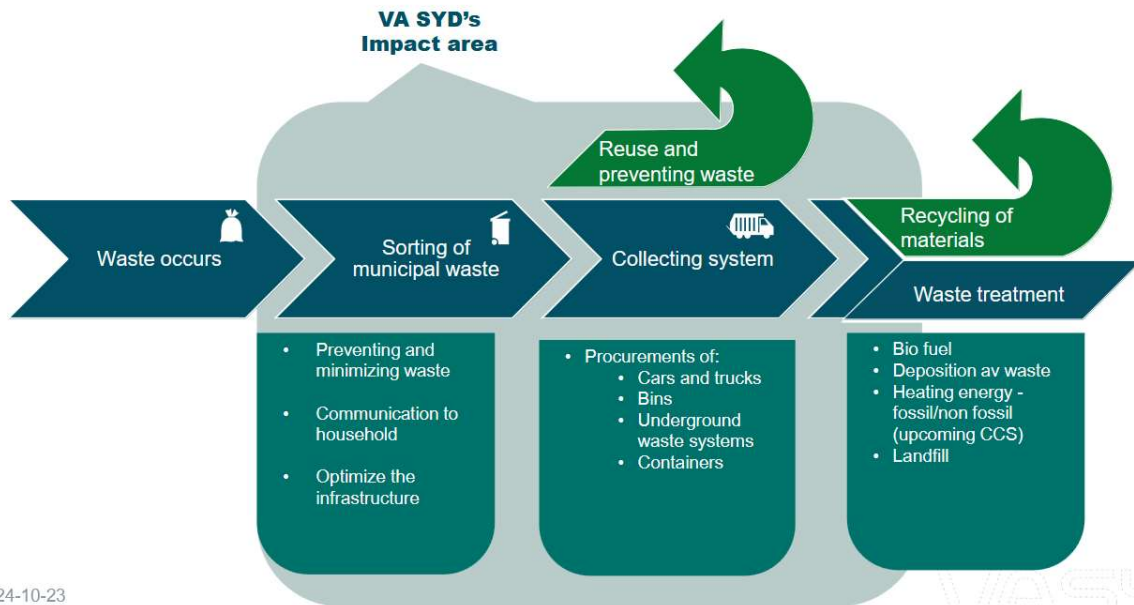 VA SYD's
Impact area
Reuse and
preventing waste
Recycling of
materials
Waste occurs
Sorting of
municipal waste
Collecting system
Waste treatment
• Preventing and
minimizing waste
• Communication to
household
• Optimize the
infrastructure
• Procurements of:
• Cars and trucks
• Bins
• Underground
waste systems
• Containers
• Bio fuel
• Deposition av waste
• Heating energy -
fossil/non fossil
(upcoming CCS)
• Landfill
24-10-23